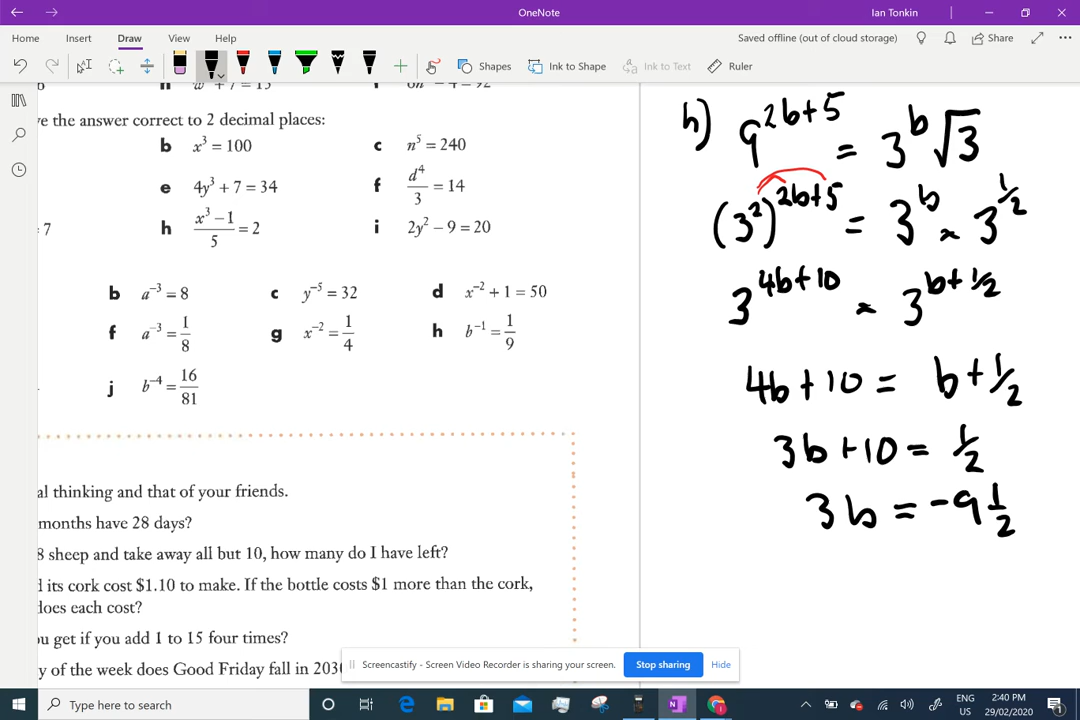 OneNote
Ian Tonkin
Home Insert Draw View Help
Saved offline (out of cloud storage)
Share
Shapes
Ink to Shape
Ink to Text
Ruler
ve the answer correct to 2 decimal places:
b x³ = 100
c n⁵ = 240
e 4y³ + 7 = 34
f d⁴/3 = 14
= 7
h (x³ − 1)/5 = 2
i 2y² − 9 = 20
b a⁻³ = 8
c y⁻⁵ = 32
d x⁻² + 1 = 50
f a⁻³ = 1/8
g x⁻² = 1/4
h b⁻¹ = 1/9
j b⁻⁴ = 16/81
al thinking and that of your friends.
months have 28 days?
8 sheep and take away all but 10, how many do I have left?
its cork cost $1.10 to make. If the bottle costs $1 more than the cork,
does each cost?
ou get if you add 1 to 15 four times?
y of the week does Good Friday fall in 203
h) 9^(2b+5) = 3^b √3
(3²)^(2b+5) = 3^b × 3^(1/2)
3^(4b+10) = 3^(b+1/2)
4b + 10 = b + 1/2
3b + 10 = 1/2
3b = -9 1/2
Screencastify - Screen Video Recorder is sharing your screen.
Stop sharing
Hide
Type here to search
ENG
US
2:40 PM
29/02/2020